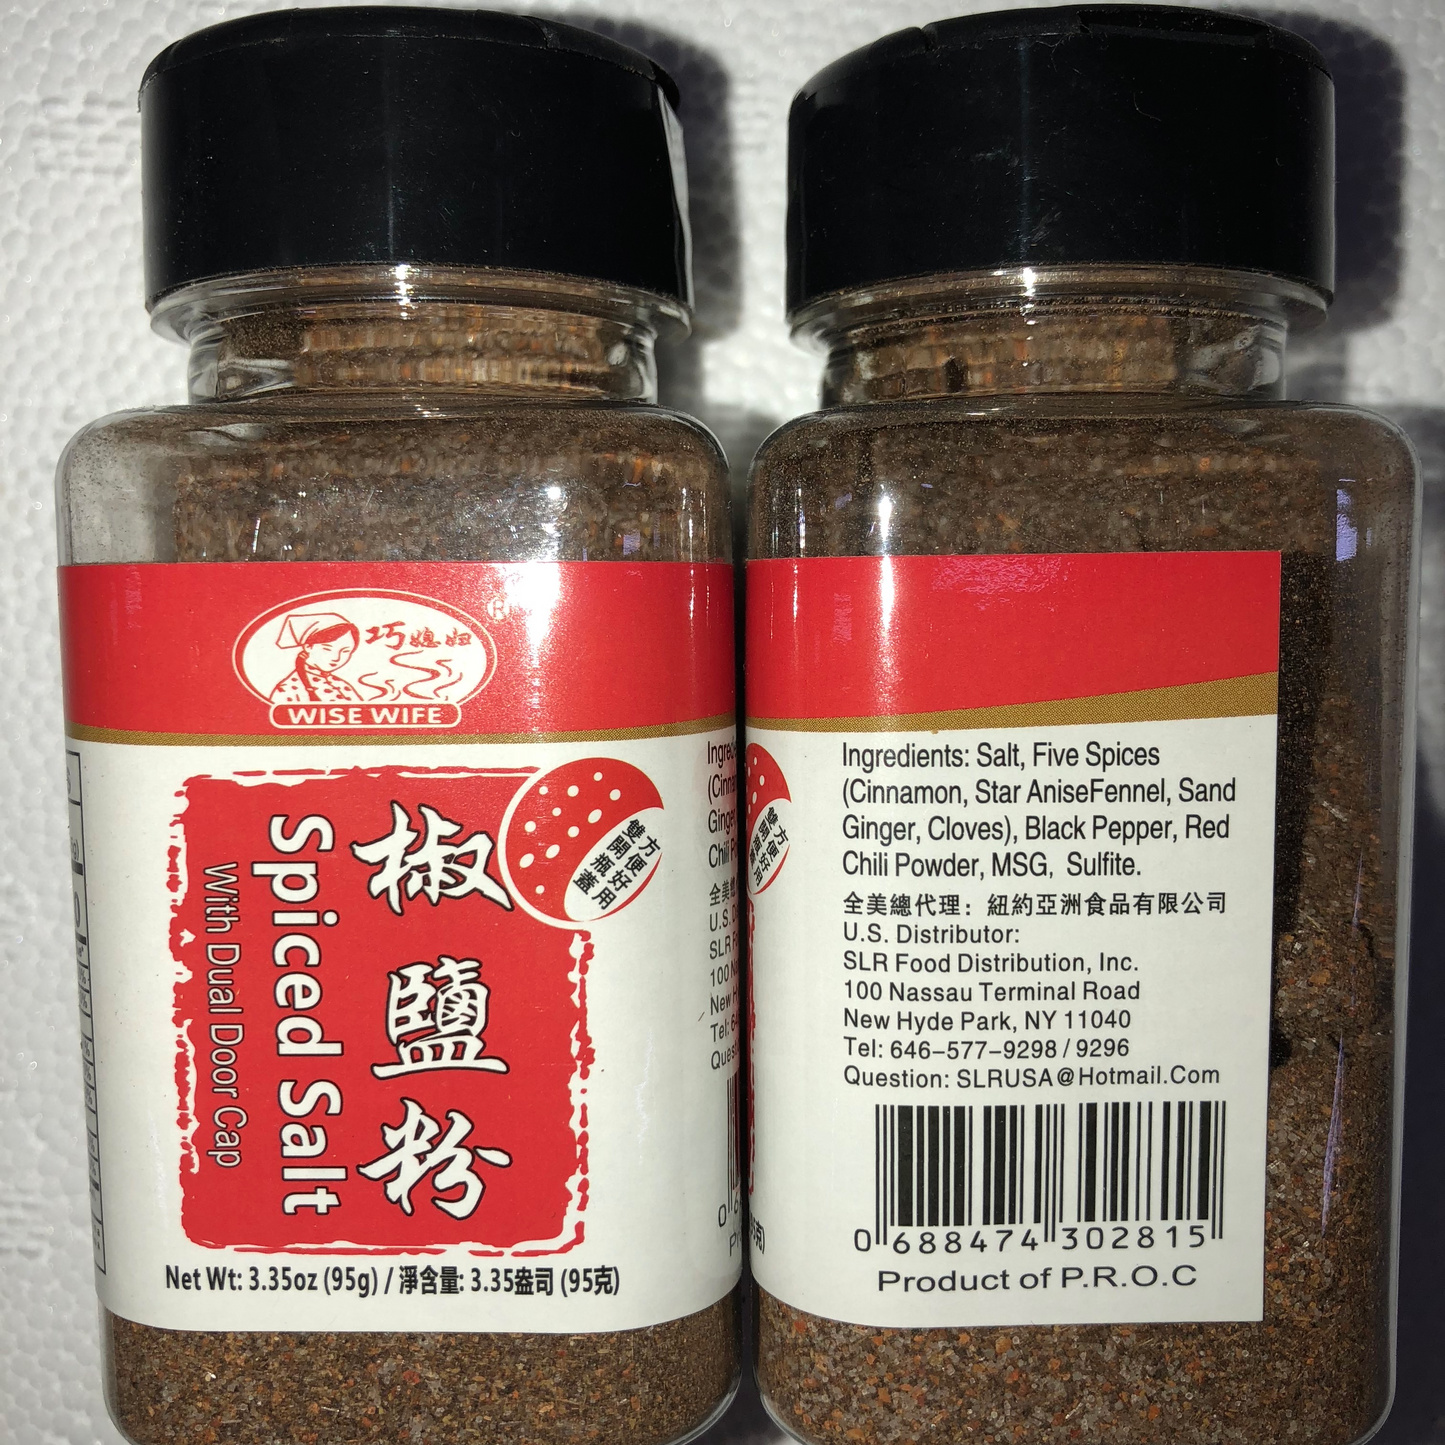 巧媳妇
®
WISE WIFE
雙方便好用
開瓶蓋
椒鹽粉
Spiced Salt
With Dual Door Cap
Net Wt: 3.35oz (95g) / 淨含量: 3.35盎司 (95克)
Ingredients: Salt, Five Spices
(Cinnamon, Star AniseFennel, Sand
Ginger, Cloves), Black Pepper, Red
Chili Powder, MSG, Sulfite.
全美總代理：紐約亞洲食品有限公司
U.S. Distributor:
SLR Food Distribution, Inc.
100 Nassau Terminal Road
New Hyde Park, NY 11040
Tel: 646-577-9298 / 9296
Question: SLRUSA@Hotmail.Com
0 688474 302815
Product of P.R.O.C